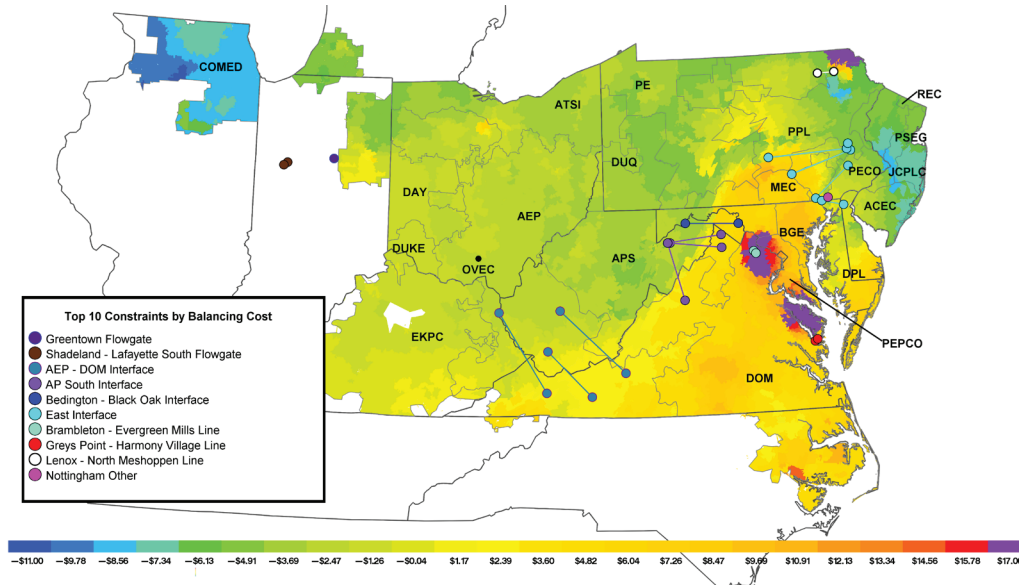 COMED
ATSI
PE
REC
PPL
PSEG
DUQ
PECO
JCPLC
MEC
DAY
ACEC
AEP
BGE
DUKE
APS
OVEC
DPL
Top 10 Constraints by Balancing Cost
Greentown Flowgate
Shadeland - Lafayette South Flowgate
AEP - DOM Interface
AP South Interface
Bedington - Black Oak Interface
East Interface
Brambleton - Evergreen Mills Line
Greys Point - Harmony Village Line
Lenox - North Meshoppen Line
Nottingham Other
EKPC
PEPCO
DOM
–$11.00 –$9.78 –$8.56 –$7.34 –$6.13 –$4.91 –$3.69 –$2.47 –$1.26 –$0.04 $1.17 $2.39 $3.60 $4.82 $6.04 $7.26 $8.47 $9.69 $10.91 $12.13 $13.34 $14.56 $15.78 $17.00